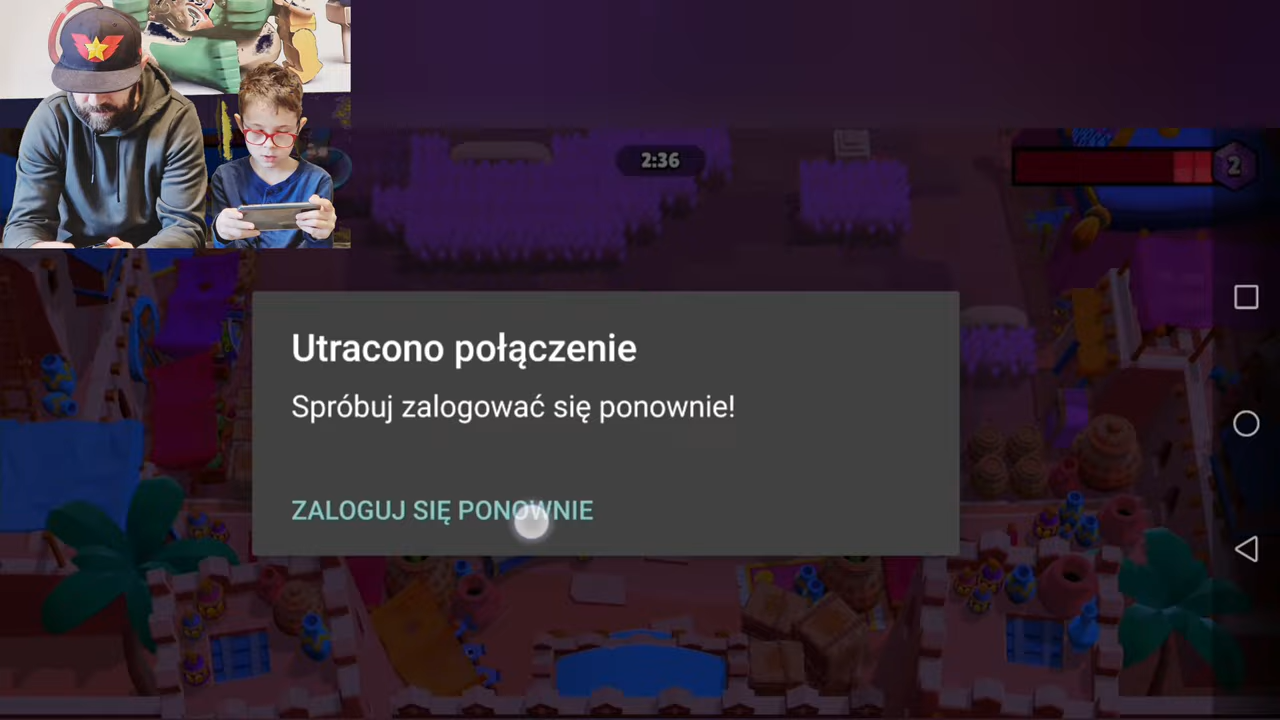 2:36
2
Utracono połączenie
Spróbuj zalogować się ponownie!
ZALOGUJ SIĘ PONOWNIE